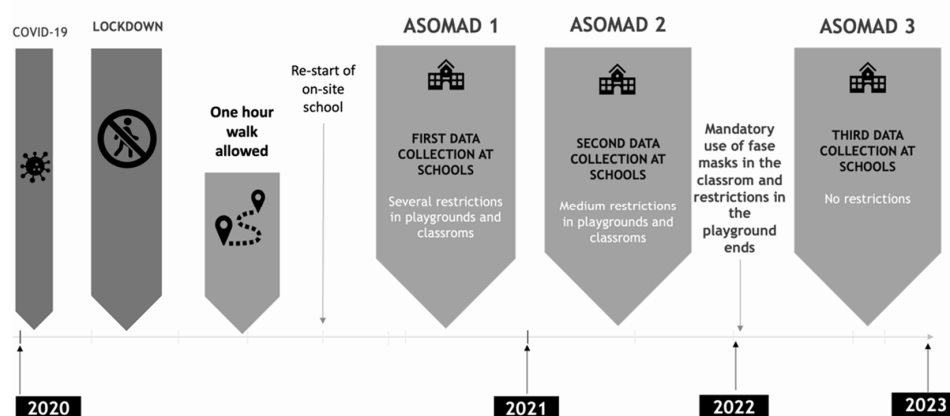 COVID-19
LOCKDOWN
One hour
walk
allowed
Re-start of
on-site
school
ASOMAD 1
FIRST DATA
COLLECTION AT
SCHOOLS
Several restrictions
in playgrounds and
classroms
ASOMAD 2
SECOND DATA
COLLECTION AT
SCHOOLS
Medium restrictions
in playgrounds and
classroms
Mandatory
use of fase
masks in the
classrom and
restrictions in
the
playground
ends
ASOMAD 3
THIRD DATA
COLLECTION AT
SCHOOLS
No restrictions
2020
2021
2022
2023